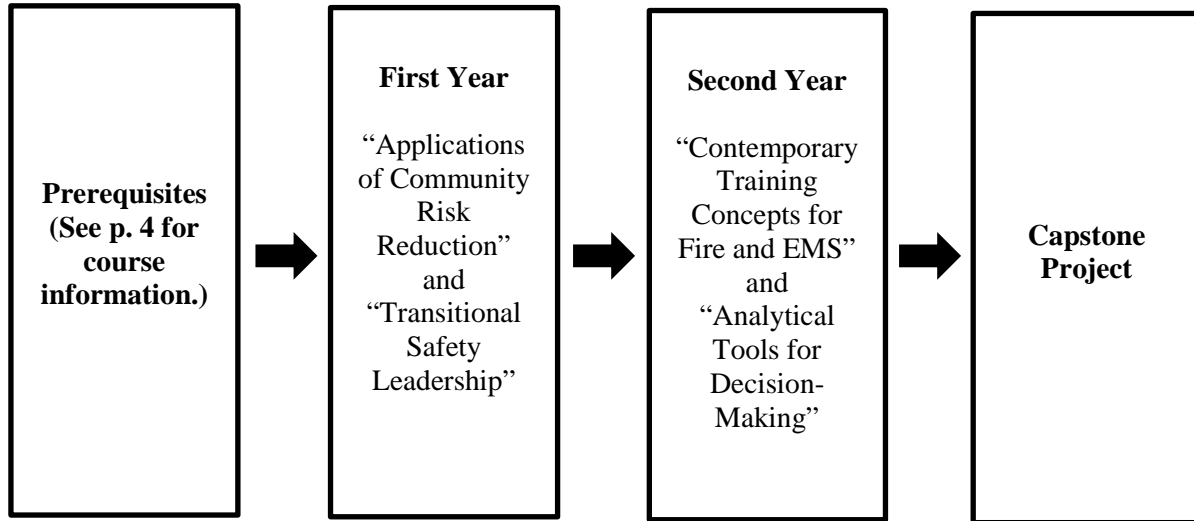 Prerequisites
(See p. 4 for
course
information.)
First Year
“Applications
of Community
Risk
Reduction”
and
“Transitional
Safety
Leadership”
Second Year
“Contemporary
Training
Concepts for
Fire and EMS”
and
“Analytical
Tools for
Decision-
Making”
Capstone
Project